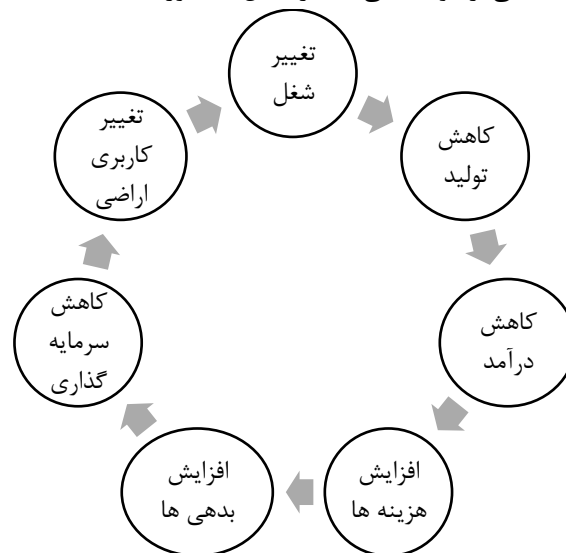 تغییر
شغل
کاهش
تولید
کاهش
درآمد
افزایش
هزینه ها
افزایش
بدهی ها
کاهش
سرمایه
گذاری
تغییر
کاربری
اراضی